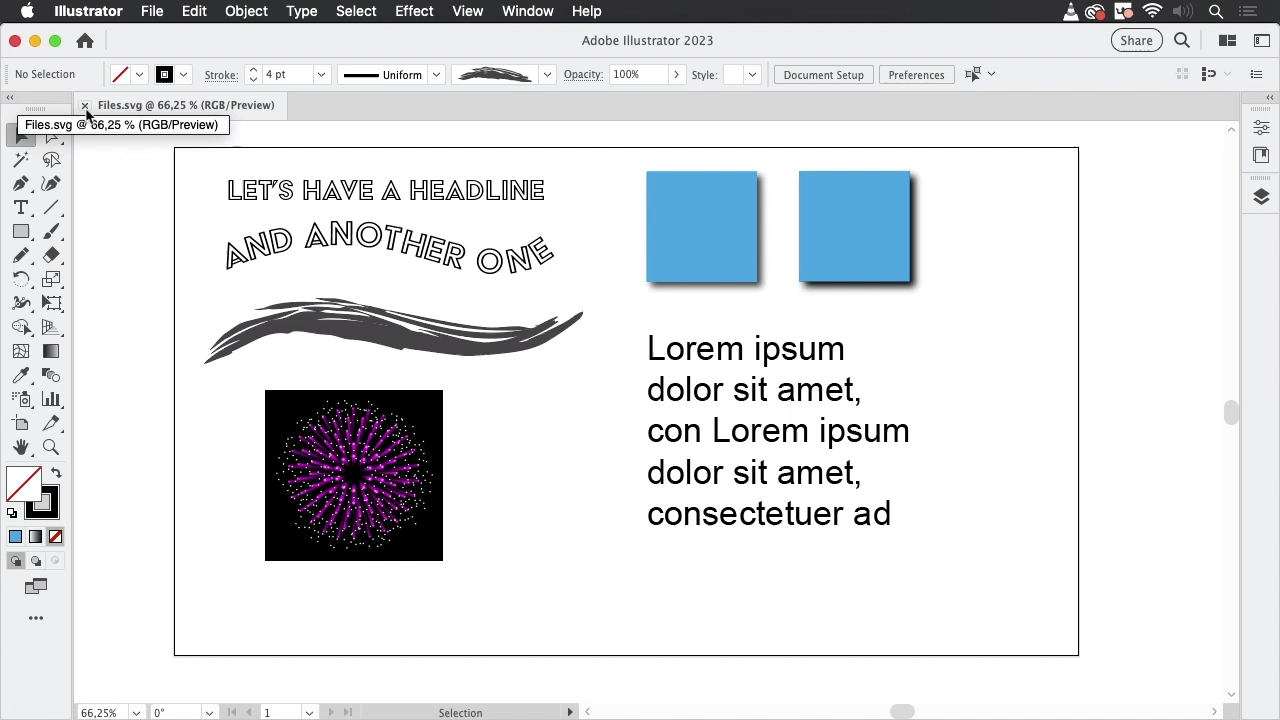 Illustrator File Edit Object Type Select Effect View Window Help
Adobe Illustrator 2023
Share
No Selection
Stroke:
4 pt
Uniform
Opacity:
100%
Style:
Document Setup
Preferences
Files.svg @ 66,25 % (RGB/Preview)
Files.svg @ 66,25 % (RGB/Preview)
LET'S HAVE A HEADLINE
AND ANOTHER ONE
Lorem ipsum
dolor sit amet,
con Lorem ipsum
dolor sit amet,
consectetuer ad
66,25%
0°
1
Selection